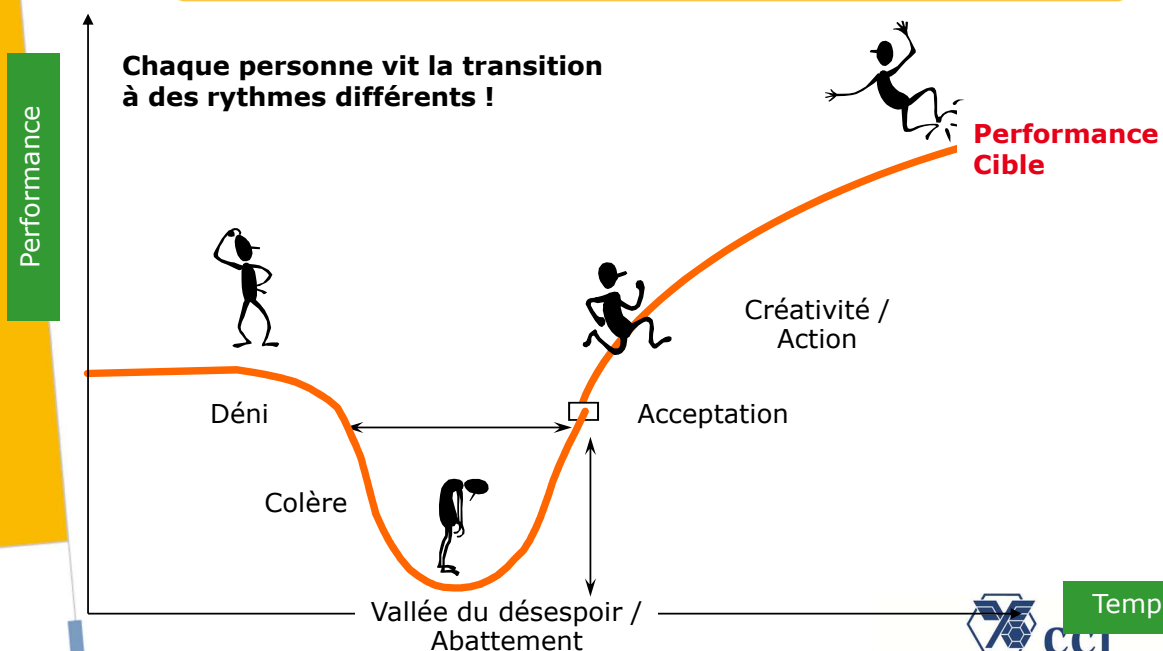 Chaque personne vit la transition
à des rythmes différents !
Performance
Performance
Cible
Créativité /
Action
Déni
Acceptation
Colère
Vallée du désespoir /
Abattement
Temp
CCI